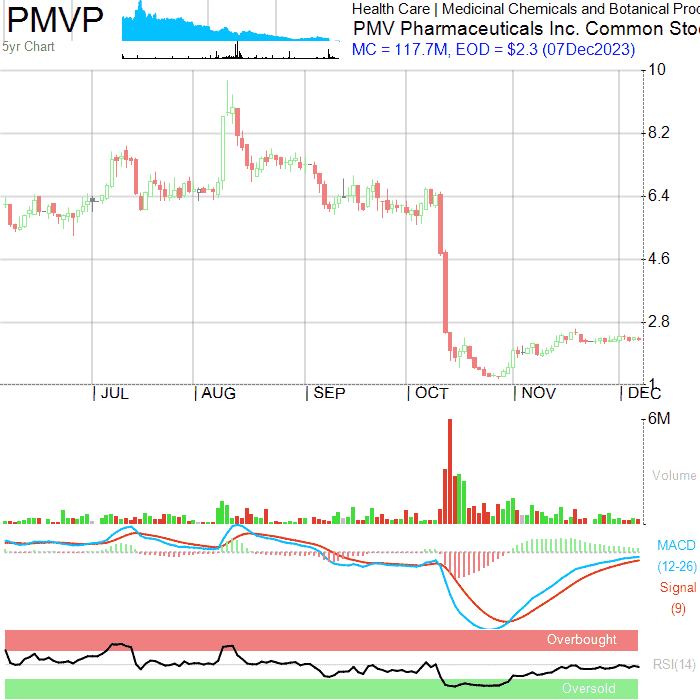 PMVP
5yr Chart
Health Care | Medicinal Chemicals and Botanical Proc
PMV Pharmaceuticals Inc. Common Sto
MC = 117.7M, EOD = $2.3 (07Dec2023)
10
8.2
6.4
4.6
2.8
1
| JUL | AUG | SEP | OCT | NOV | DEC
6M
Volume
MACD
(12-26)
Signal
(9)
Overbought
RSI(14)
Oversold